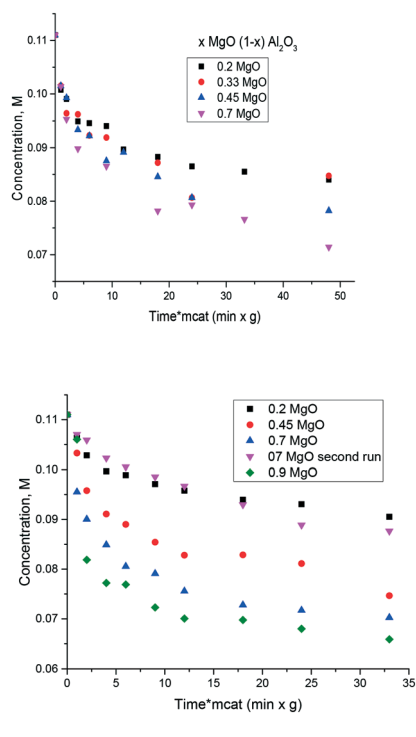 x MgO (1-x) Al₂O₃
0.2 MgO
0.33 MgO
0.45 MgO
0.7 MgO
0.11
0.10
0.09
0.08
0.07
Concentration, M
0 10 20 30 40 50
Time*mcat (min x g)
0.2 MgO
0.45 MgO
0.7 MgO
07 MgO second run
0.9 MgO
0.11
0.10
0.09
0.08
0.07
0.06
Concentration, M
0 5 10 15 20 25 30 35
Time*mcat (min x g)